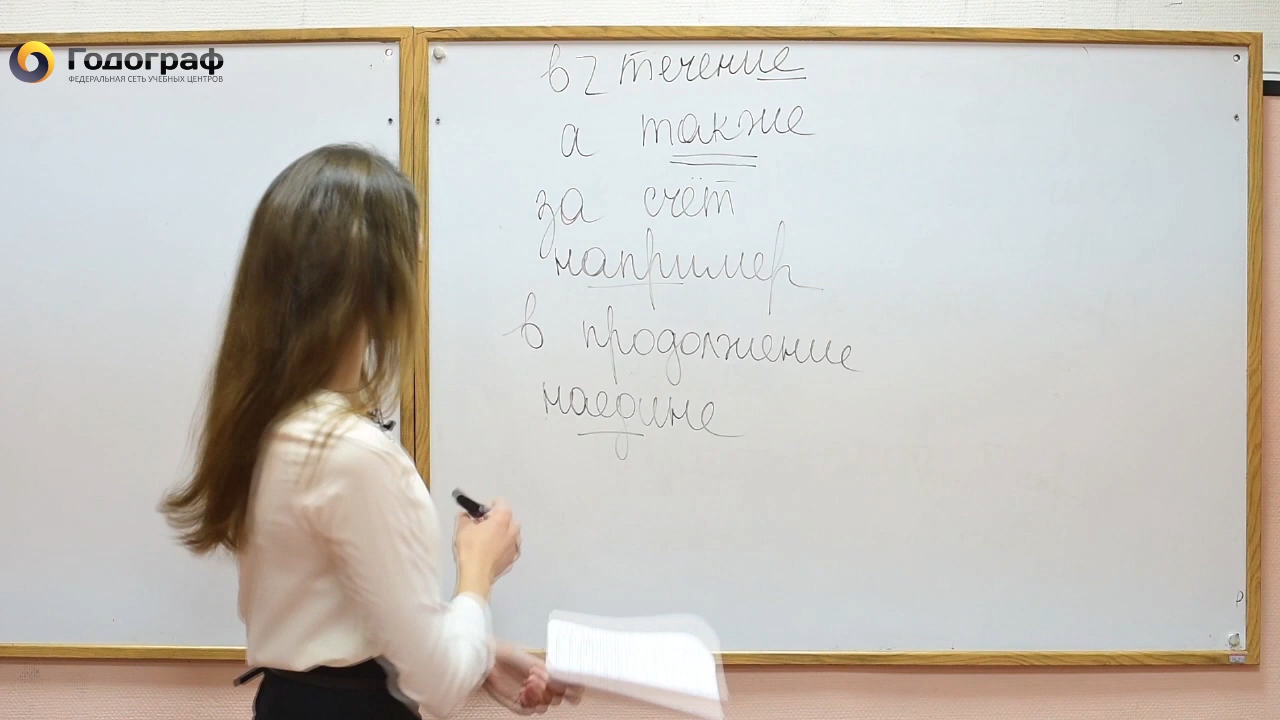 Годограф
ФЕДЕРАЛЬНАЯ СЕТЬ УЧЕБНЫХ ЦЕНТРОВ
в течение
а также
за счёт
например
в продолжение
наедине